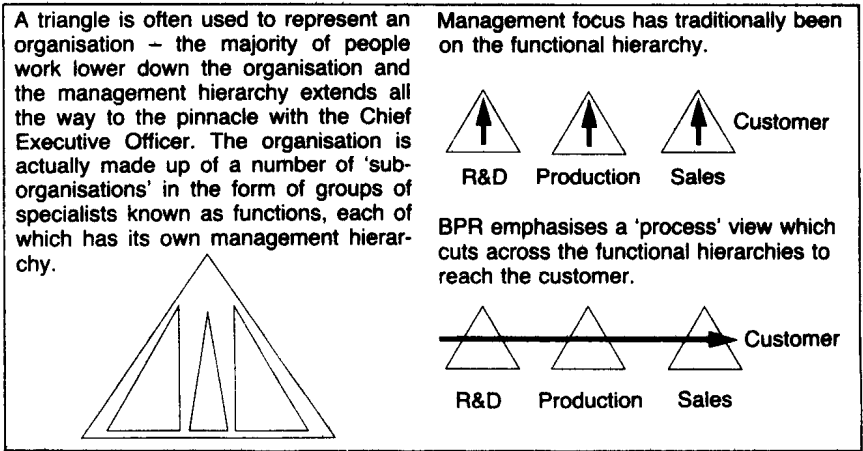 A triangle is often used to represent an
organisation – the majority of people
work lower down the organisation and
the management hierarchy extends all
the way to the pinnacle with the Chief
Executive Officer. The organisation is
actually made up of a number of 'sub-
organisations' in the form of groups of
specialists known as functions, each of
which has its own management hierar-
chy.
Management focus has traditionally been
on the functional hierarchy.
Customer
R&D Production Sales
BPR emphasises a 'process' view which
cuts across the functional hierarchies to
reach the customer.
Customer
R&D Production Sales